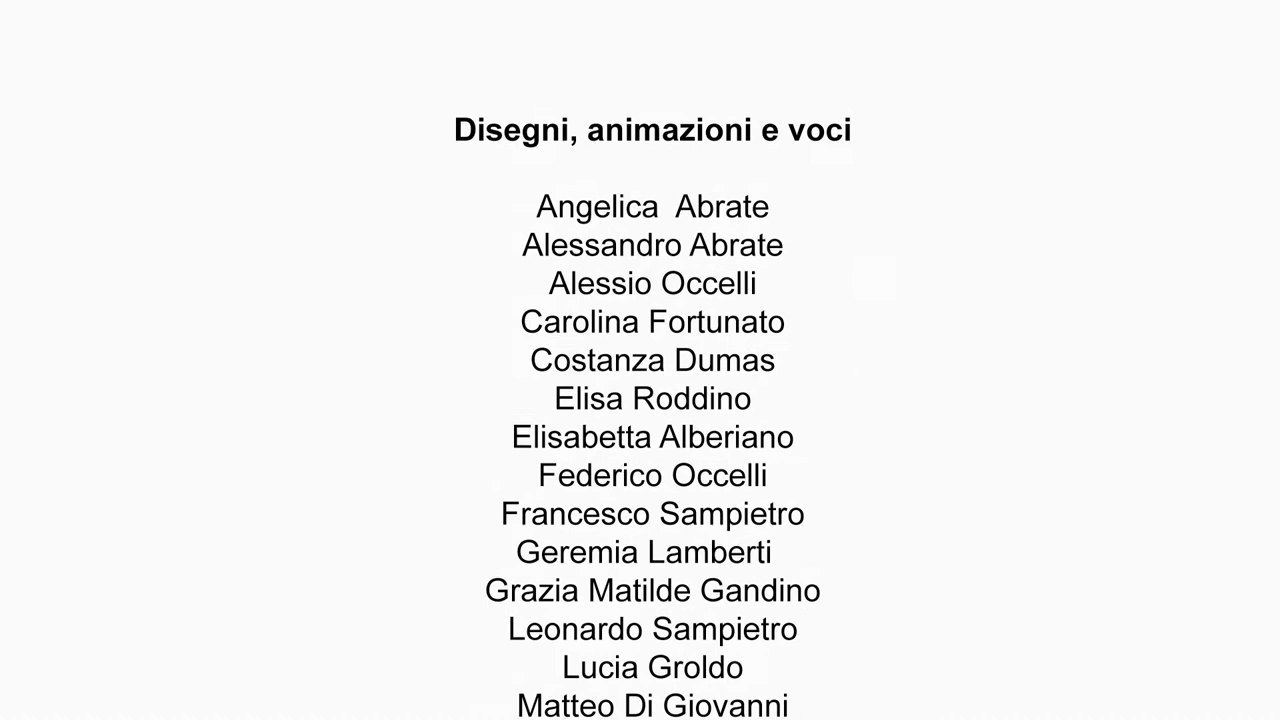 Disegni, animazioni e voci
Angelica  Abrate
Alessandro Abrate
Alessio Occelli
Carolina Fortunato
Costanza Dumas
Elisa Roddino
Elisabetta Alberiano
Federico Occelli
Francesco Sampietro
Geremia Lamberti
Grazia Matilde Gandino
Leonardo Sampietro
Lucia Groldo
Matteo Di Giovanni